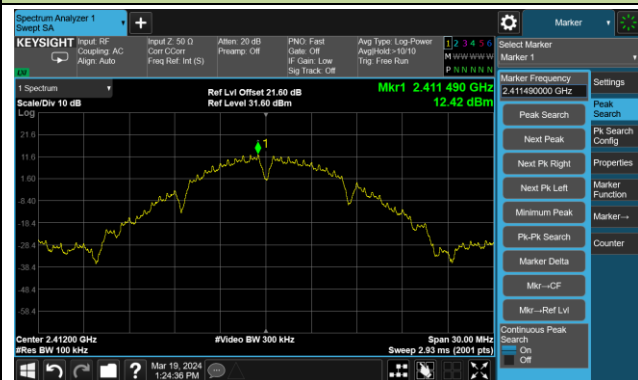 Spectrum Analyzer 1
Swept SA
Marker
KEYSIGHT
Input: RF
Coupling: AC
Align: Auto
Input Z: 50 Ω
Corr CCorr
Freq Ref: Int (S)
Atten: 20 dB
Preamp: Off
PNO: Fast
Gate: Off
IF Gain: Low
Sig Track: Off
Avg Type: Log-Power
Avg|Hold:>10/10
Trig: Free Run
1 2 3 4 5 6
M W W W W W
P N N N N N
Select Marker
Marker 1
1 Spectrum
Scale/Div 10 dB
Log
Ref Lvl Offset 21.60 dB
Ref Level 31.60 dBm
Mkr1 2.411 490 GHz
12.42 dBm
21.6
11.6
1.60
-8.40
-18.4
-28.4
-38.4
-48.4
-58.4
1
Center 2.41200 GHz
#Res BW 100 kHz
#Video BW 300 kHz
Span 30.00 MHz
Sweep 2.93 ms (2001 pts)
Marker Frequency
2.411490000 GHz
Peak Search
Next Peak
Next Pk Right
Next Pk Left
Minimum Peak
Pk-Pk Search
Marker Delta
Mkr→CF
Mkr→Ref Lvl
Continuous Peak
Search
On
Off
Settings
Peak
Search
Pk Search
Config
Properties
Marker
Function
Marker→
Counter
Mar 19, 2024
1:24:36 PM